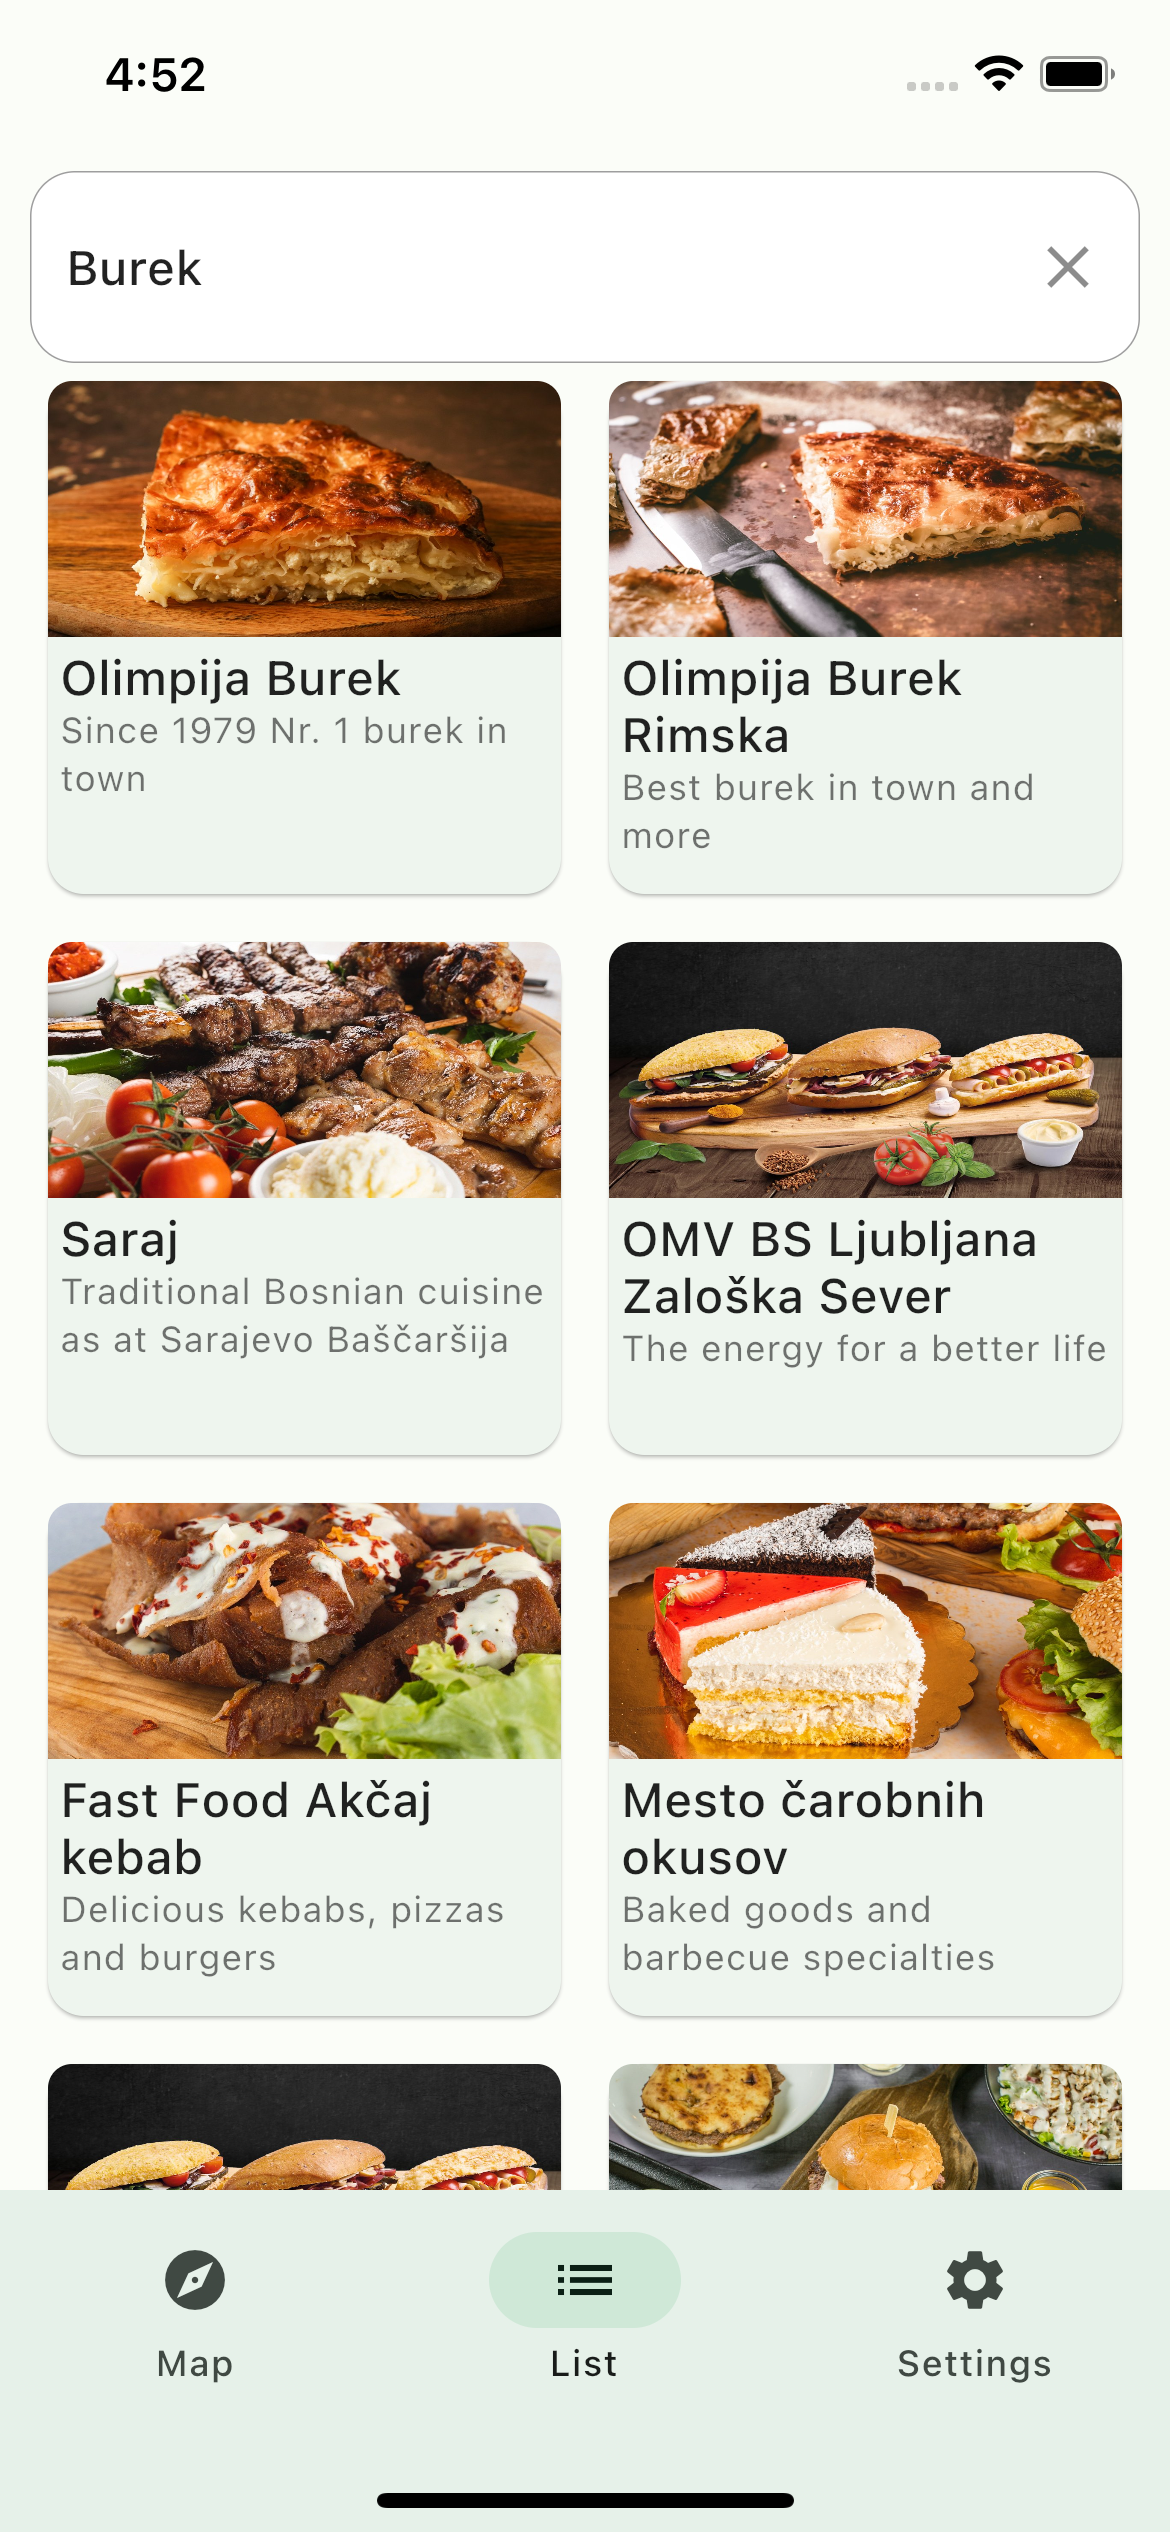 4:52
Burek
Olimpija Burek
Since 1979 Nr. 1 burek in
town
Olimpija Burek
Rimska
Best burek in town and
more
Saraj
Traditional Bosnian cuisine
as at Sarajevo Baščaršija
OMV BS Ljubljana
Zaloška Sever
The energy for a better life
Fast Food Akčaj
kebab
Delicious kebabs, pizzas
and burgers
Mesto čarobnih
okusov
Baked goods and
barbecue specialties
Map
List
Settings